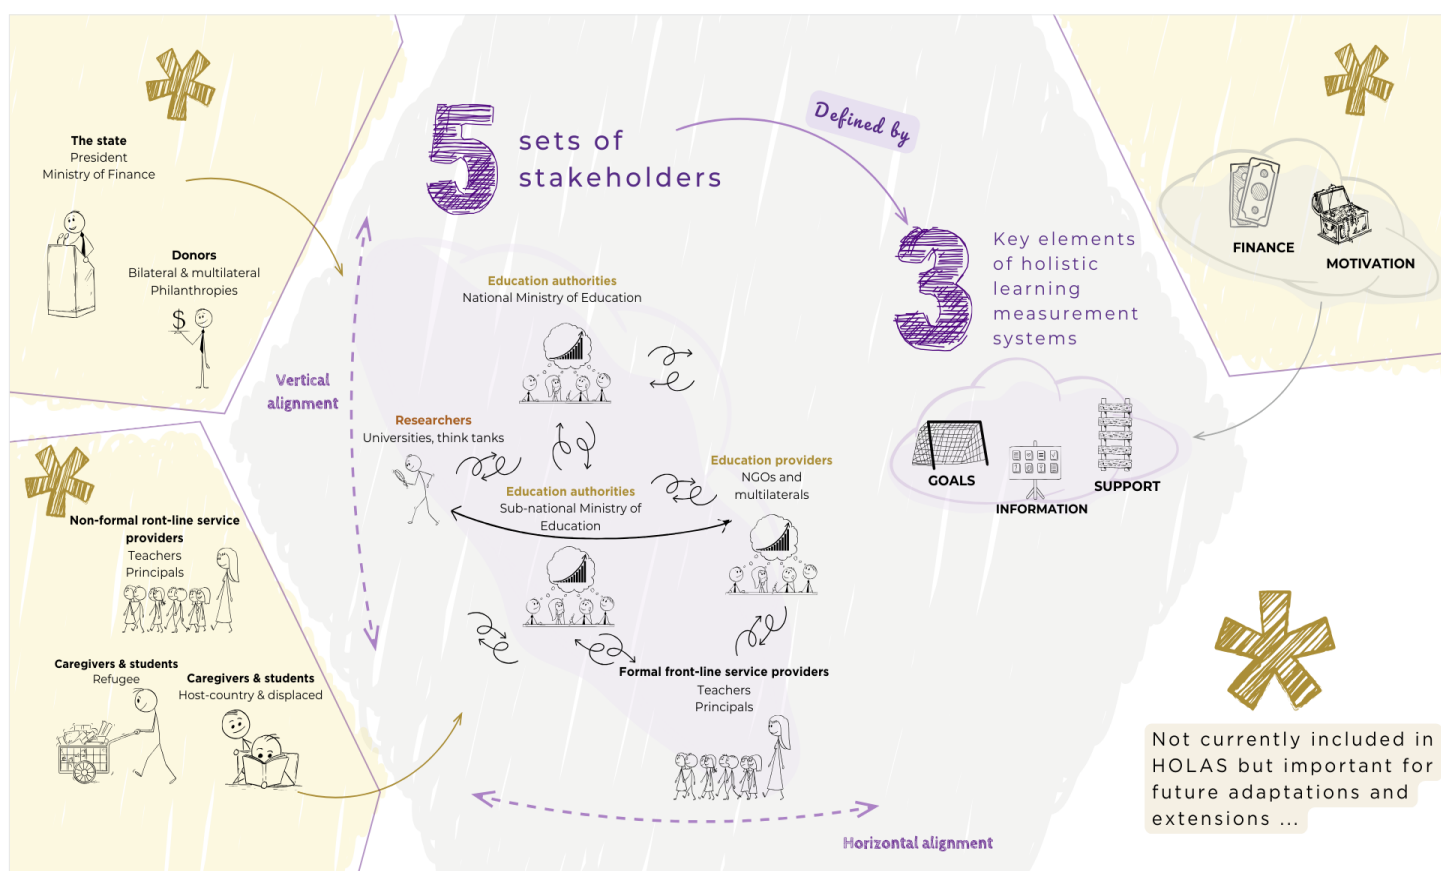 The state
President
Ministry of Finance
Donors
Bilateral & multilateral
Philanthropies
$
5
sets of
stakeholders
Defined by
3
Key elements
of holistic
learning
measurement
systems
FINANCE
MOTIVATION
Vertical
alignment
Education authorities
National Ministry of Education
Researchers
Universities, think tanks
Education authorities
Sub-national Ministry of
Education
Education providers
NGOs and
multilaterals
GOALS
INFORMATION
SUPPORT
Non-formal ront-line service
providers
Teachers
Principals
Caregivers & students
Refugee
Caregivers & students
Host-country & displaced
Formal front-line service providers
Teachers
Principals
Horizontal alignment
Not currently included in
HOLAS but important for
future adaptations and
extensions ...